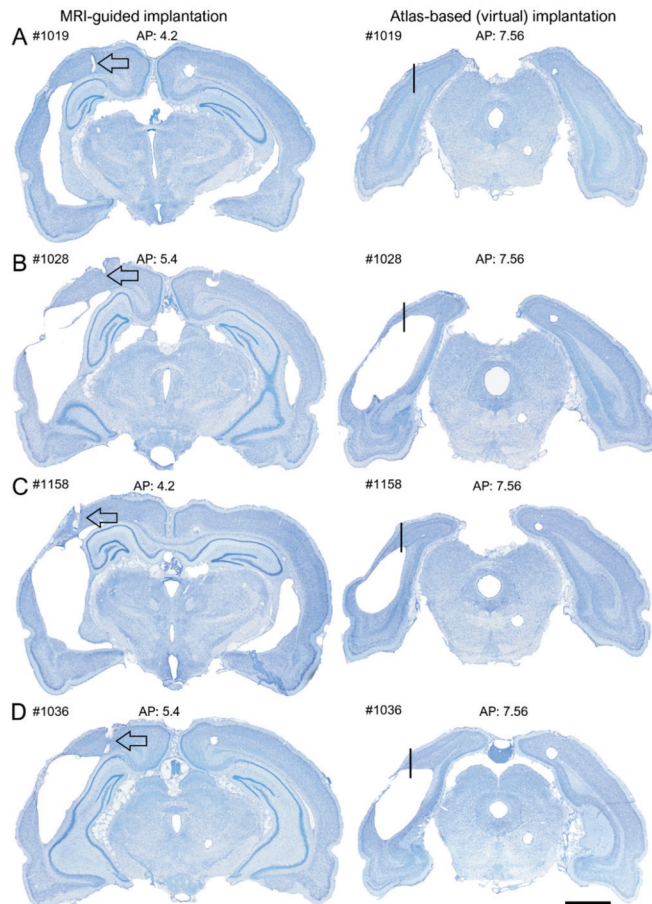 MRI-guided implantation
Atlas-based (virtual) implantation
A #1019 AP: 4.2
#1019 AP: 7.56
B #1028 AP: 5.4
#1028 AP: 7.56
C #1158 AP: 4.2
#1158 AP: 7.56
D #1036 AP: 5.4
#1036 AP: 7.56